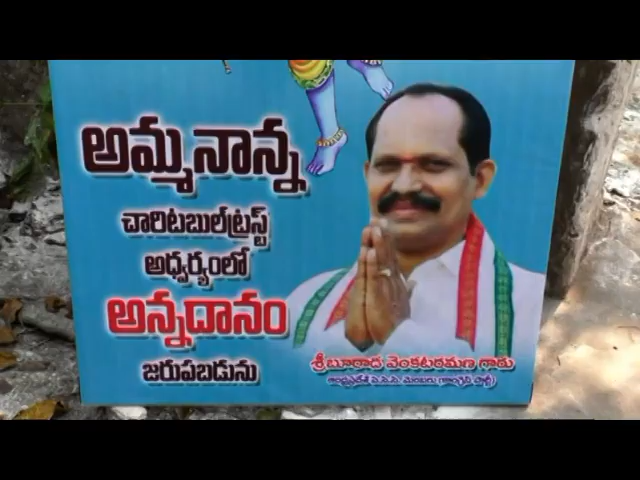 అమ్మనాన్న
చారిటబుల్‌ట్రస్ట్
అధ్వర్యంలో
అన్నదానం
జరుపబడును
శ్రీ బూరాడ వెంకటరమణ గారు